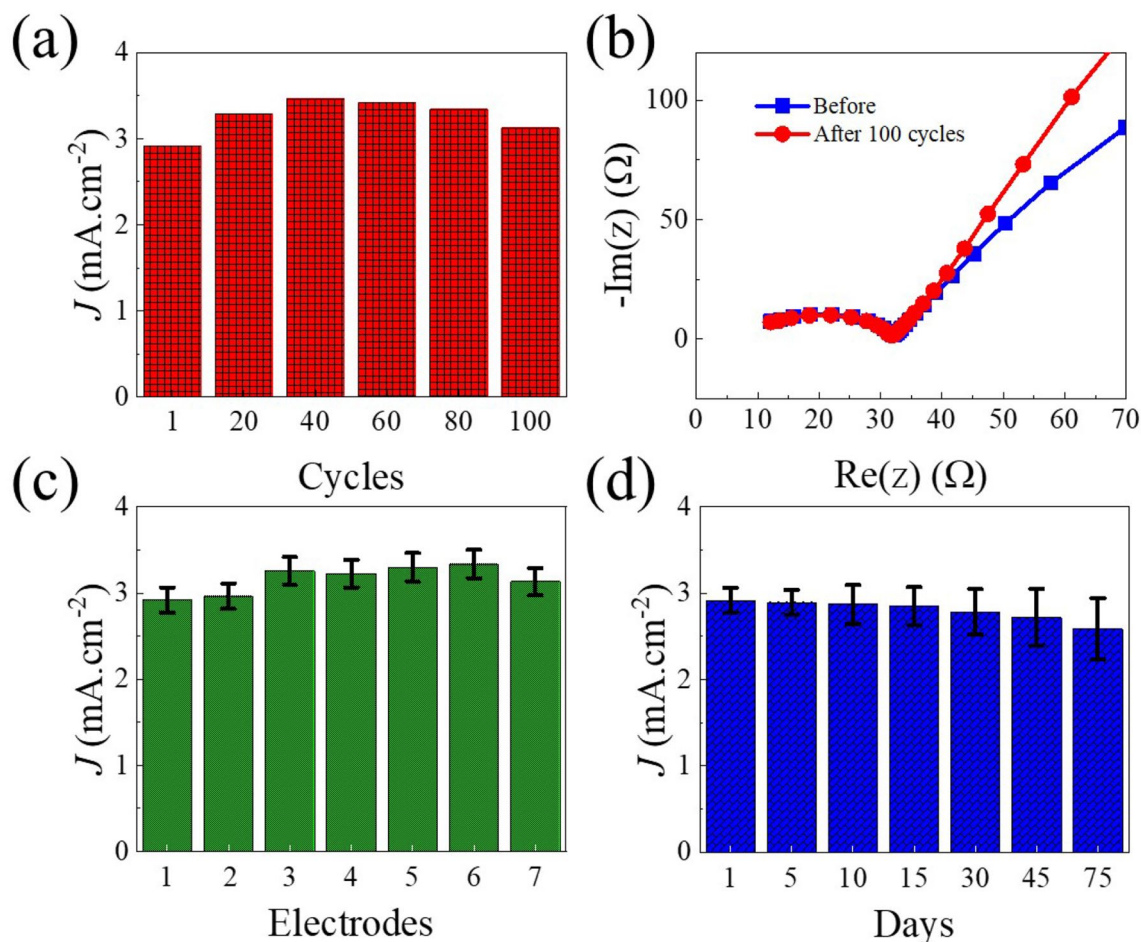 (a)
J (mA.cm-2)
4
3
2
1
0
1 20 40 60 80 100
Cycles
(b)
-Im(z) (Ω)
100
50
0
Before
After 100 cycles
0 10 20 30 40 50 60 70
Re(z) (Ω)
(c)
J (mA.cm-2)
4
3
2
1
0
1 2 3 4 5 6 7
Electrodes
(d)
J (mA.cm-2)
4
3
2
1
0
1 5 10 15 30 45 75
Days